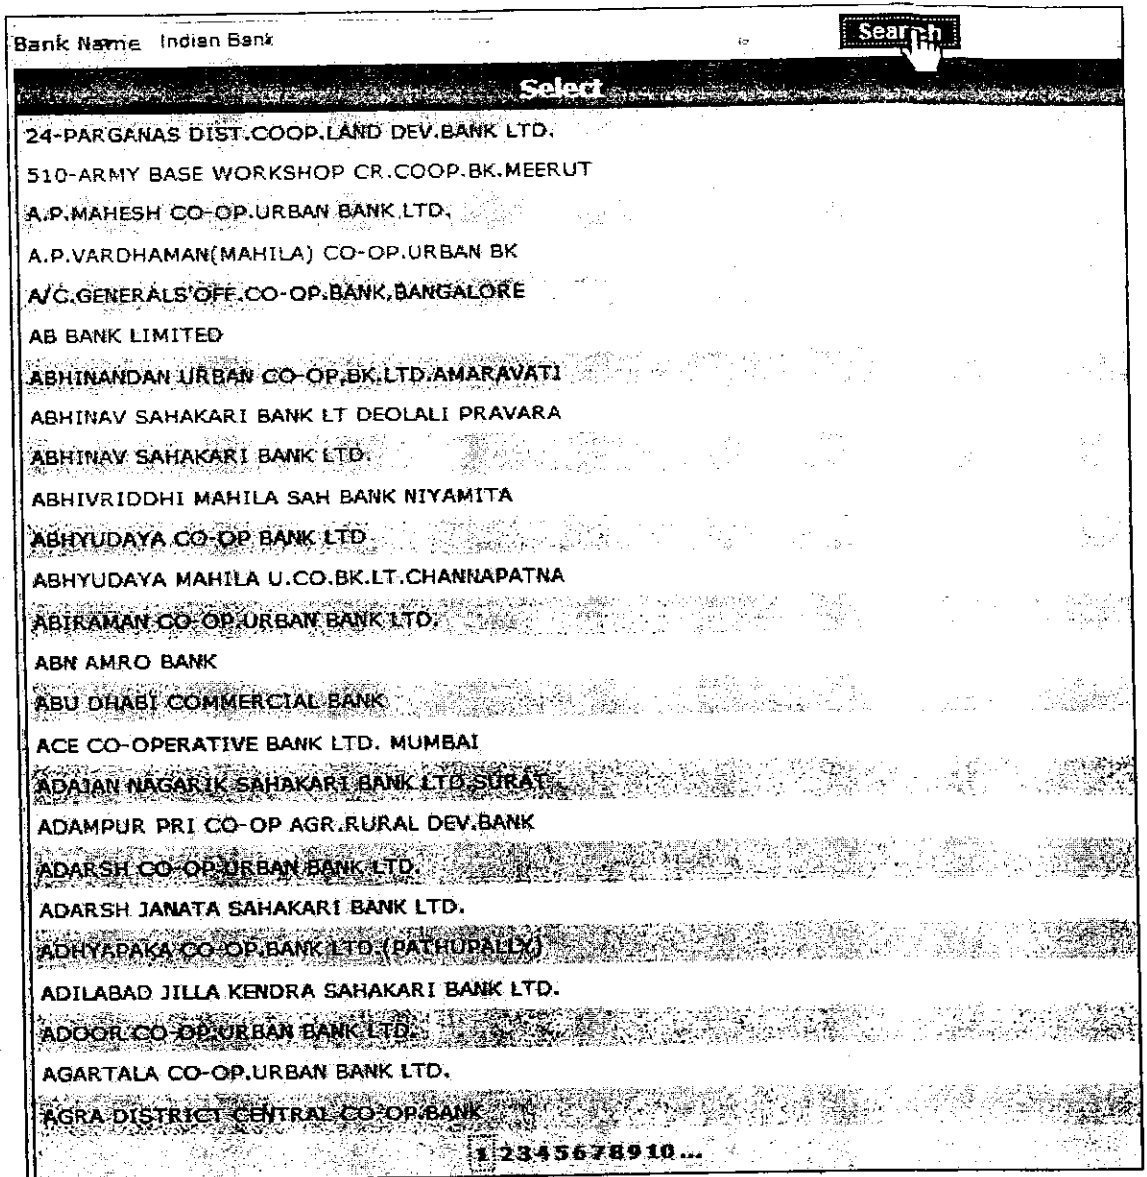 Bank Name Indian Bank Search
Select
24-PARGANAS DIST.COOP.LAND DEV.BANK LTD.
510-ARMY BASE WORKSHOP CR.COOP.BK.MEERUT
A.P.MAHESH CO-OP.URBAN BANK LTD.
A.P.VARDHAMAN(MAHILA) CO-OP.URBAN BK
A/C.GENERALS'OFF.CO-OP.BANK,BANGALORE
AB BANK LIMITED
ABHINANDAN URBAN CO-OP.BK.LTD.AMARAVATI
ABHINAV SAHAKARI BANK LT DEOLALI PRAVARA
ABHINAV SAHAKARI BANK LTD.
ABHIVRIDDHI MAHILA SAH BANK NIYAMITA
ABHYUDAYA CO-OP BANK LTD
ABHYUDAYA MAHILA U.CO.BK.LT.CHANNAPATNA
ABIRAMAN CO-OP.URBAN BANK LTD.
ABN AMRO BANK
ABU DHABI COMMERCIAL BANK
ACE CO-OPERATIVE BANK LTD. MUMBAI
ADAJAN NAGARIK SAHAKARI BANK LTD.SURAT
ADAMPUR PRI CO-OP AGR.RURAL DEV.BANK
ADARSH CO-OP.URBAN BANK LTD.
ADARSH JANATA SAHAKARI BANK LTD.
ADHYAPAKA CO-OP.BANK LTD.(PATHUPALLY)
ADILABAD JILLA KENDRA SAHAKARI BANK LTD.
ADOOR CO-OP.URBAN BANK LTD.
AGARTALA CO-OP.URBAN BANK LTD.
AGRA DISTRICT CENTRAL CO-OP.BANK
1 2 3 4 5 6 7 8 9 10 ...